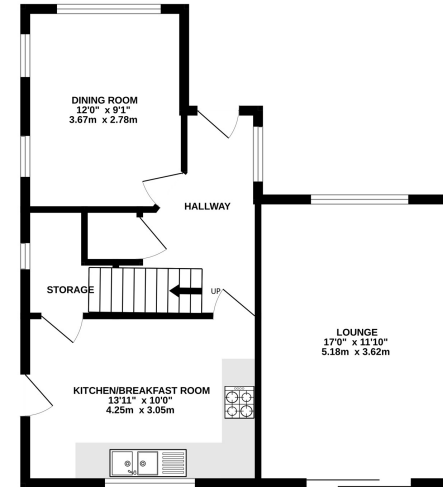 DINING ROOM
12'0" x 9'1"
3.67m x 2.78m
HALLWAY
STORAGE
UP
LOUNGE
17'0" x 11'10"
5.18m x 3.62m
KITCHEN/BREAKFAST ROOM
13'11" x 10'0"
4.25m x 3.05m